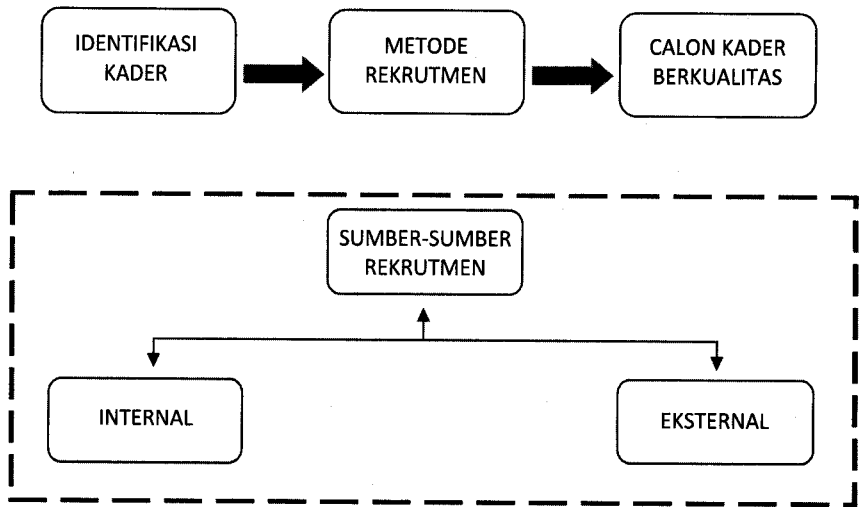 IDENTIFIKASI
KADER
METODE
REKRUTMEN
CALON KADER
BERKUALITAS
SUMBER-SUMBER
REKRUTMEN
INTERNAL
EKSTERNAL